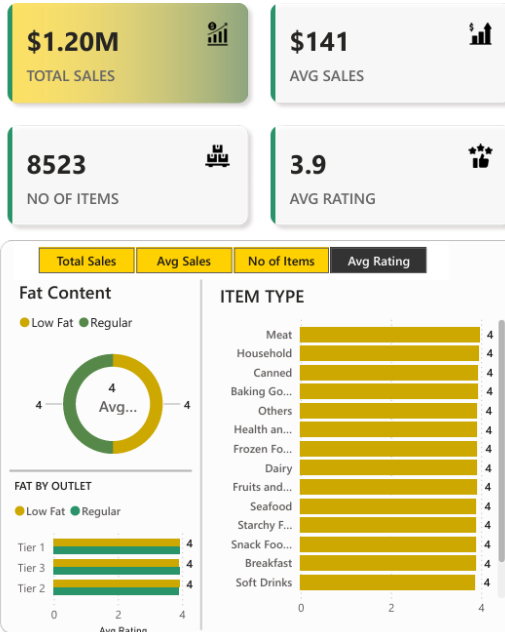 $1.20M
TOTAL SALES
$141
AVG SALES
8523
NO OF ITEMS
3.9
AVG RATING
Total Sales Avg Sales No of Items Avg Rating
Fat Content
Low Fat Regular
4
Avg...
4 4
FAT BY OUTLET
Low Fat Regular
Tier 1 4
Tier 3 4
Tier 2 4
0 2 4
Avg Rating
ITEM TYPE
Meat 4
Household 4
Canned 4
Baking Go... 4
Others 4
Health an... 4
Frozen Fo... 4
Dairy 4
Fruits and... 4
Seafood 4
Starchy F... 4
Snack Foo... 4
Breakfast 4
Soft Drinks 4
0 2 4